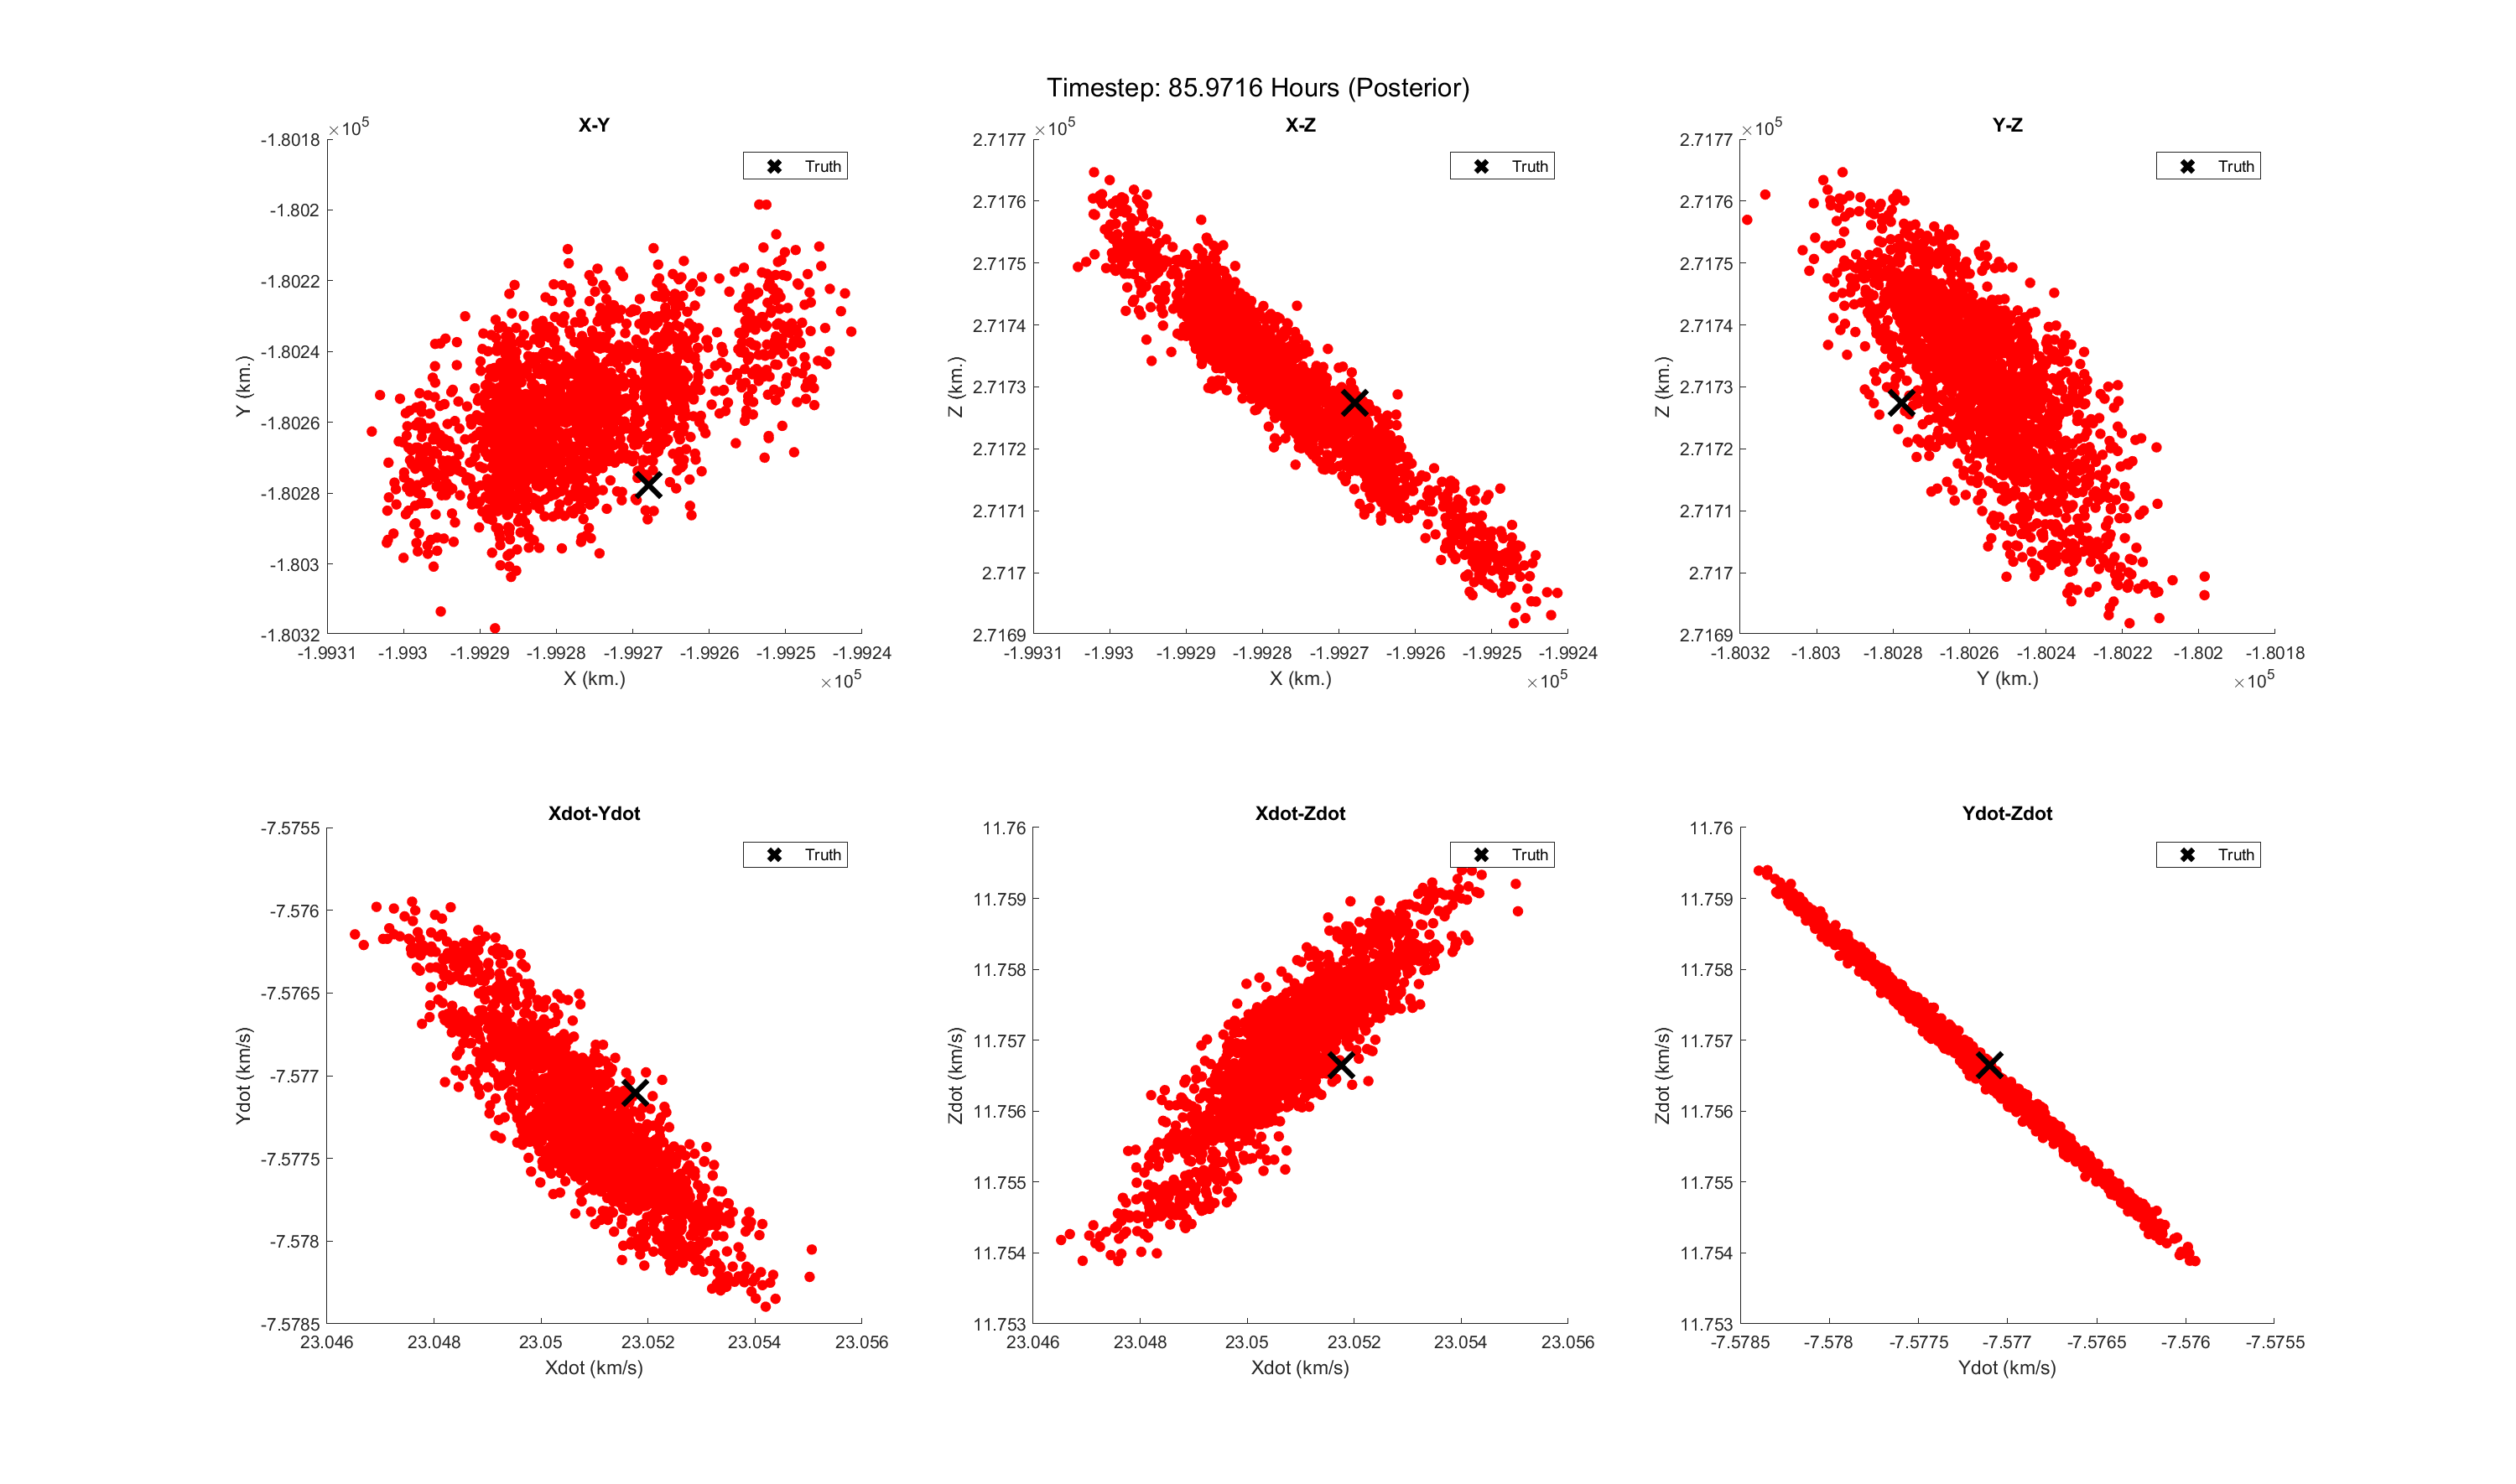 Timestep: 85.9716 Hours (Posterior)
X-Y
×10^5
-1.8018
-1.802
-1.8022
-1.8024
-1.8026
-1.8028
-1.803
-1.8032
Y (km.)
Truth
-1.9931 -1.993 -1.9929 -1.9928 -1.9927 -1.9926 -1.9925 -1.9924
X (km.)
×10^5
X-Z
×10^5
2.7177
2.7176
2.7175
2.7174
2.7173
2.7172
2.7171
2.717
2.7169
Z (km.)
Truth
-1.9931 -1.993 -1.9929 -1.9928 -1.9927 -1.9926 -1.9925 -1.9924
X (km.)
×10^5
Y-Z
×10^5
2.7177
2.7176
2.7175
2.7174
2.7173
2.7172
2.7171
2.717
2.7169
Z (km.)
Truth
-1.8032 -1.803 -1.8028 -1.8026 -1.8024 -1.8022 -1.802 -1.8018
Y (km.)
×10^5
Xdot-Ydot
-7.5755
-7.576
-7.5765
-7.577
-7.5775
-7.578
-7.5785
Ydot (km/s)
Truth
23.046 23.048 23.05 23.052 23.054 23.056
Xdot (km/s)
Xdot-Zdot
11.76
11.759
11.758
11.757
11.756
11.755
11.754
11.753
Zdot (km/s)
Truth
23.046 23.048 23.05 23.052 23.054 23.056
Xdot (km/s)
Ydot-Zdot
11.76
11.759
11.758
11.757
11.756
11.755
11.754
11.753
Zdot (km/s)
Truth
-7.5785 -7.578 -7.5775 -7.577 -7.5765 -7.576 -7.5755
Ydot (km/s)